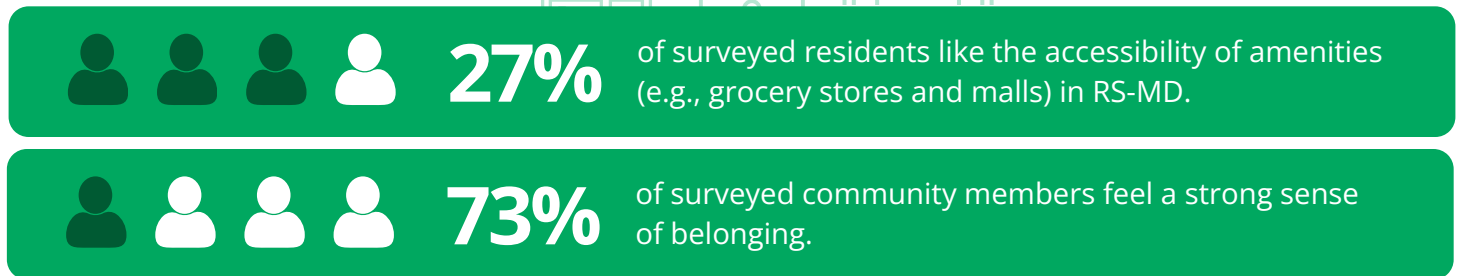 27%
of surveyed residents like the accessibility of amenities
(e.g., grocery stores and malls) in RS-MD.
73%
of surveyed community members feel a strong sense
of belonging.